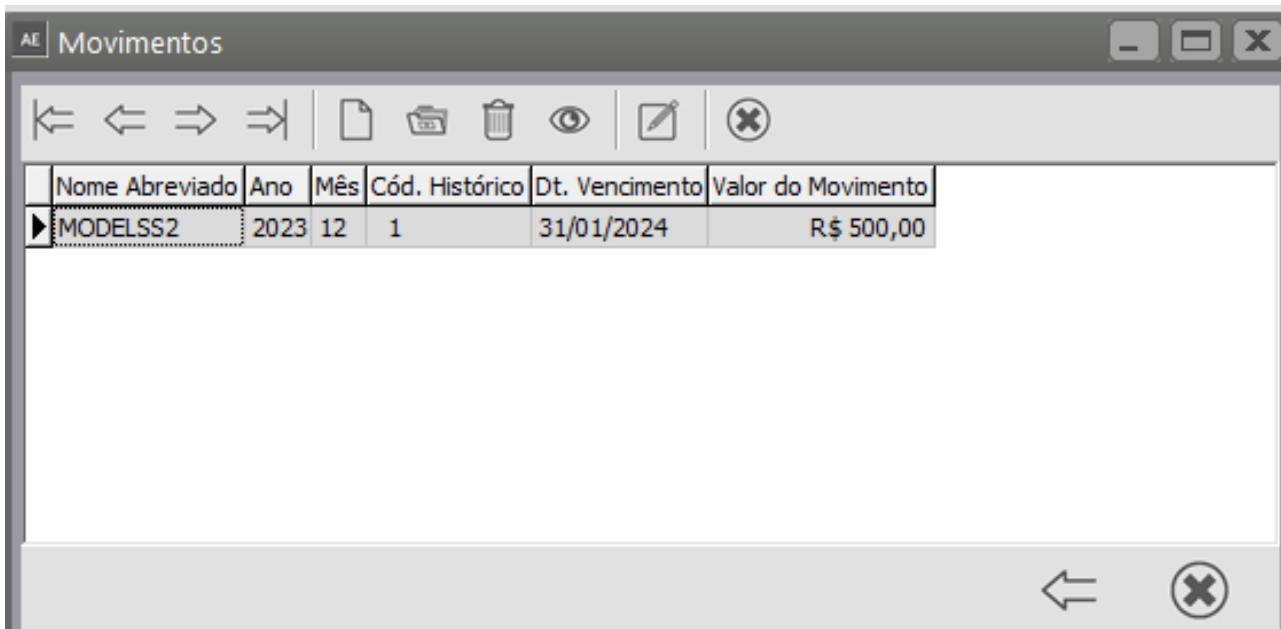 AE Movimentos
Nome Abreviado Ano Mês Cód. Histórico Dt. Vencimento Valor do Movimento
MODELSS2 2023 12 1 31/01/2024 R$ 500,00